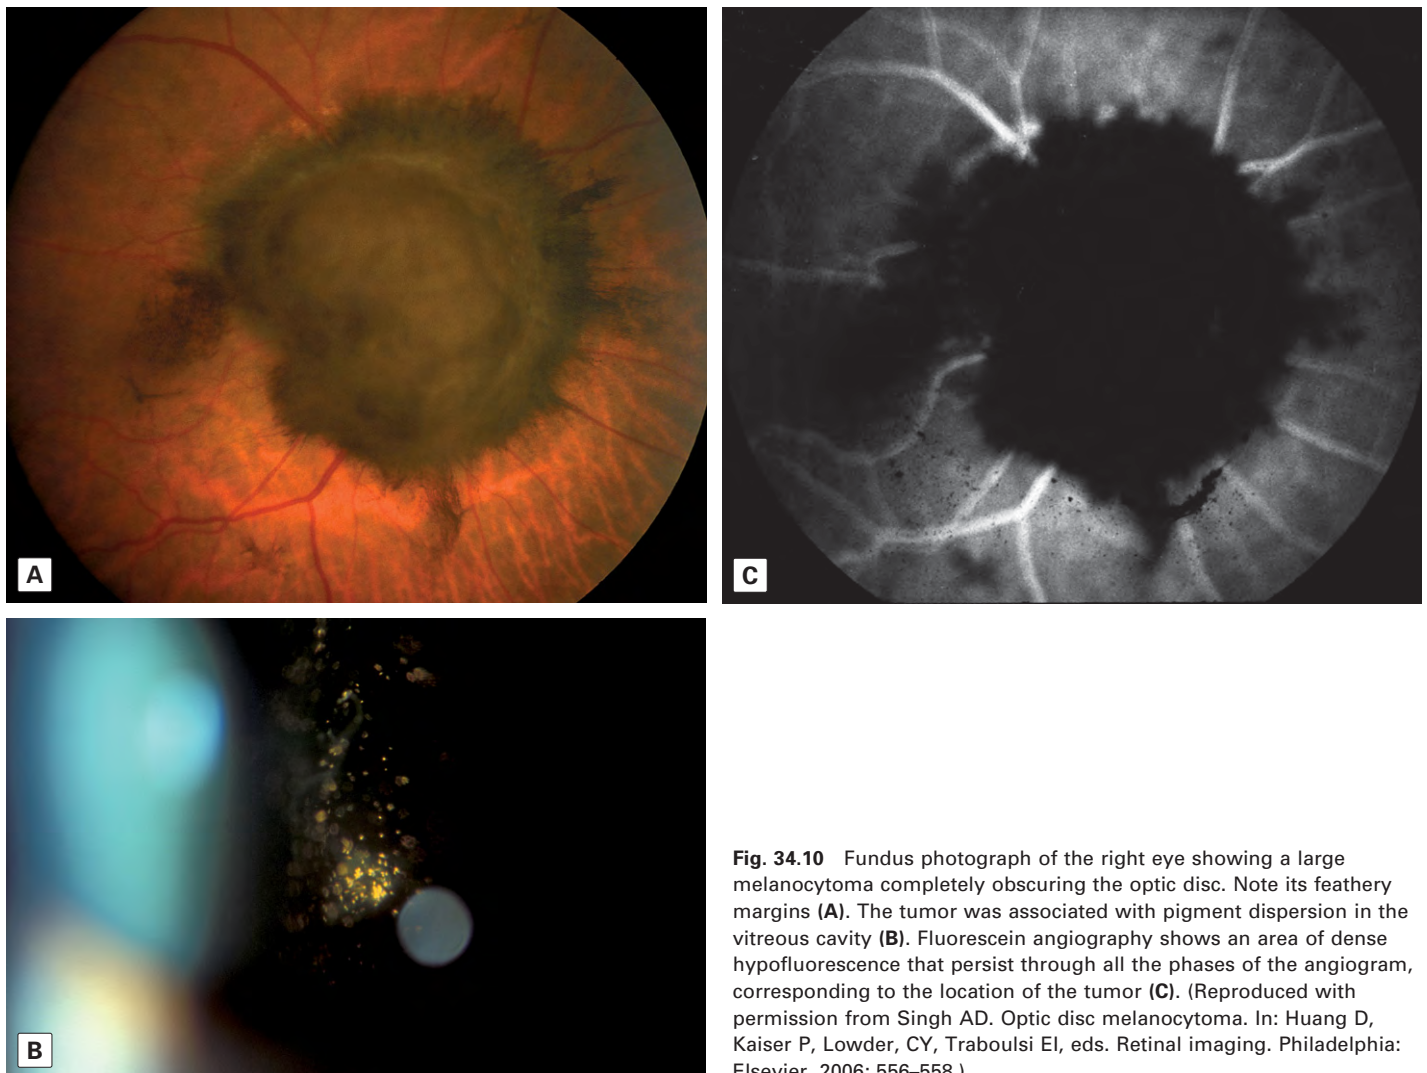 A
C
B
Fig. 34.10 Fundus photograph of the right eye showing a large
melanocytoma completely obscuring the optic disc. Note its feathery
margins (A). The tumor was associated with pigment dispersion in the
vitreous cavity (B). Fluorescein angiography shows an area of dense
hypofluorescence that persist through all the phases of the angiogram,
corresponding to the location of the tumor (C). (Reproduced with
permission from Singh AD. Optic disc melanocytoma. In: Huang D,
Kaiser P, Lowder, CY, Traboulsi EI, eds. Retinal imaging. Philadelphia:
Elsevier, 2006: 556–558.)